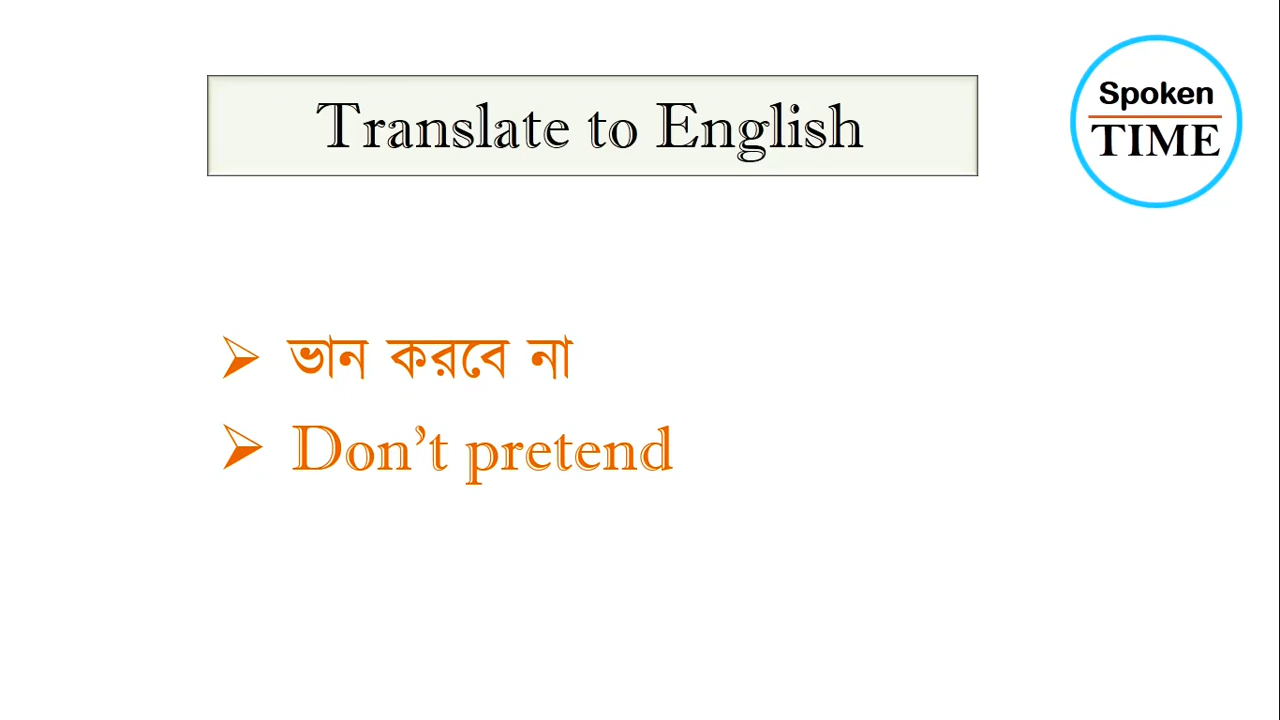 Translate to English
Spoken
TIME
ভান করবে না
Don't pretend